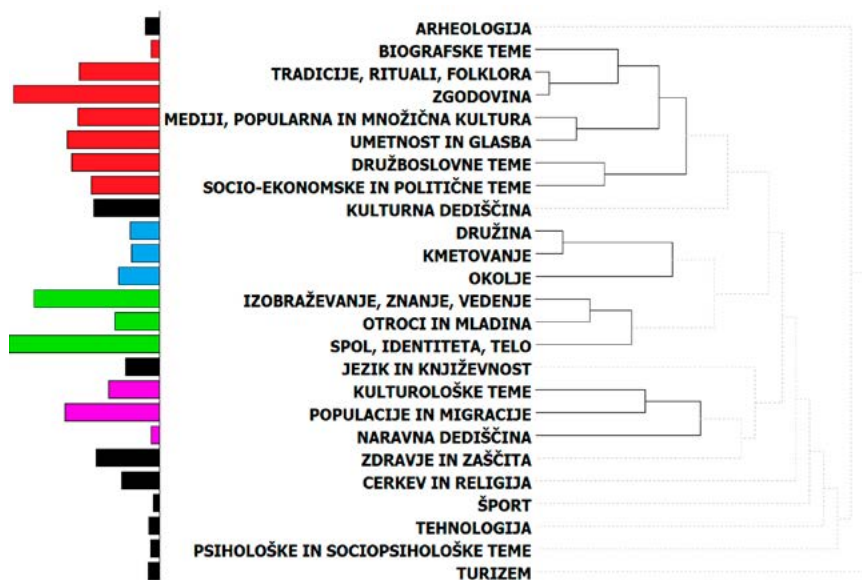 ARHEOLOGIJA
BIOGRAFSKE TEME
TRADICIJE, RITUALI, FOLKLORA
ZGODOVINA
MEDIJI, POPULARNA IN MNOŽIČNA KULTURA
UMETNOST IN GLASBA
DRUŽBOSLOVNE TEME
SOCIO-EKONOMSKE IN POLITIČNE TEME
KULTURNA DEDIŠČINA
DRUŽINA
KMETOVANJE
OKOLJE
IZOBRAŽEVANJE, ZNANJE, VEDENJE
OTROCI IN MLADINA
SPOL, IDENTITETA, TELO
JEZIK IN KNJIŽEVNOST
KULTUROLOŠKE TEME
POPULACIJE IN MIGRACIJE
NARAVNA DEDIŠČINA
ZDRAVJE IN ZAŠČITA
CERKEV IN RELIGIJA
ŠPORT
TEHNOLOGIJA
PSIHOLOŠKE IN SOCIOPSIHOLOŠKE TEME
TURIZEM